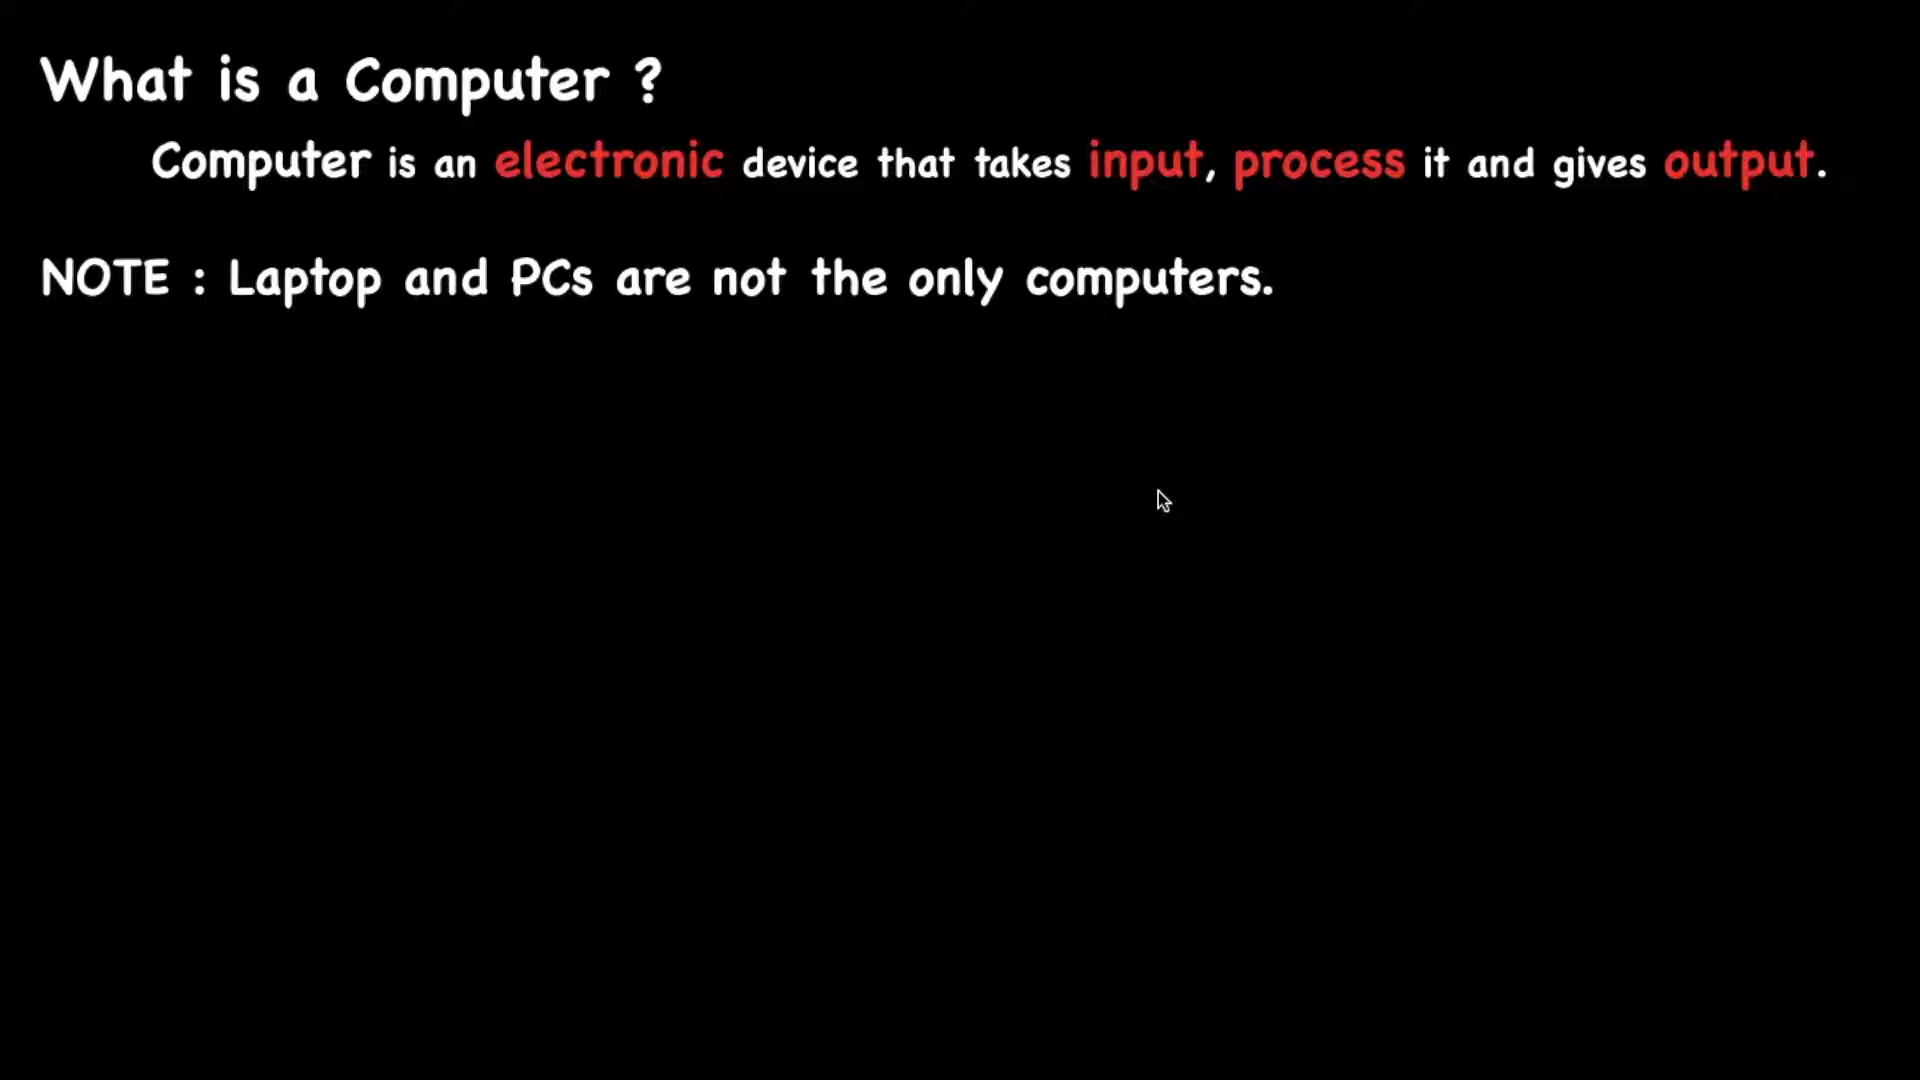 What is a Computer ?
Computer is an electronic device that takes input, process it and gives output.
NOTE : Laptop and PCs are not the only computers.